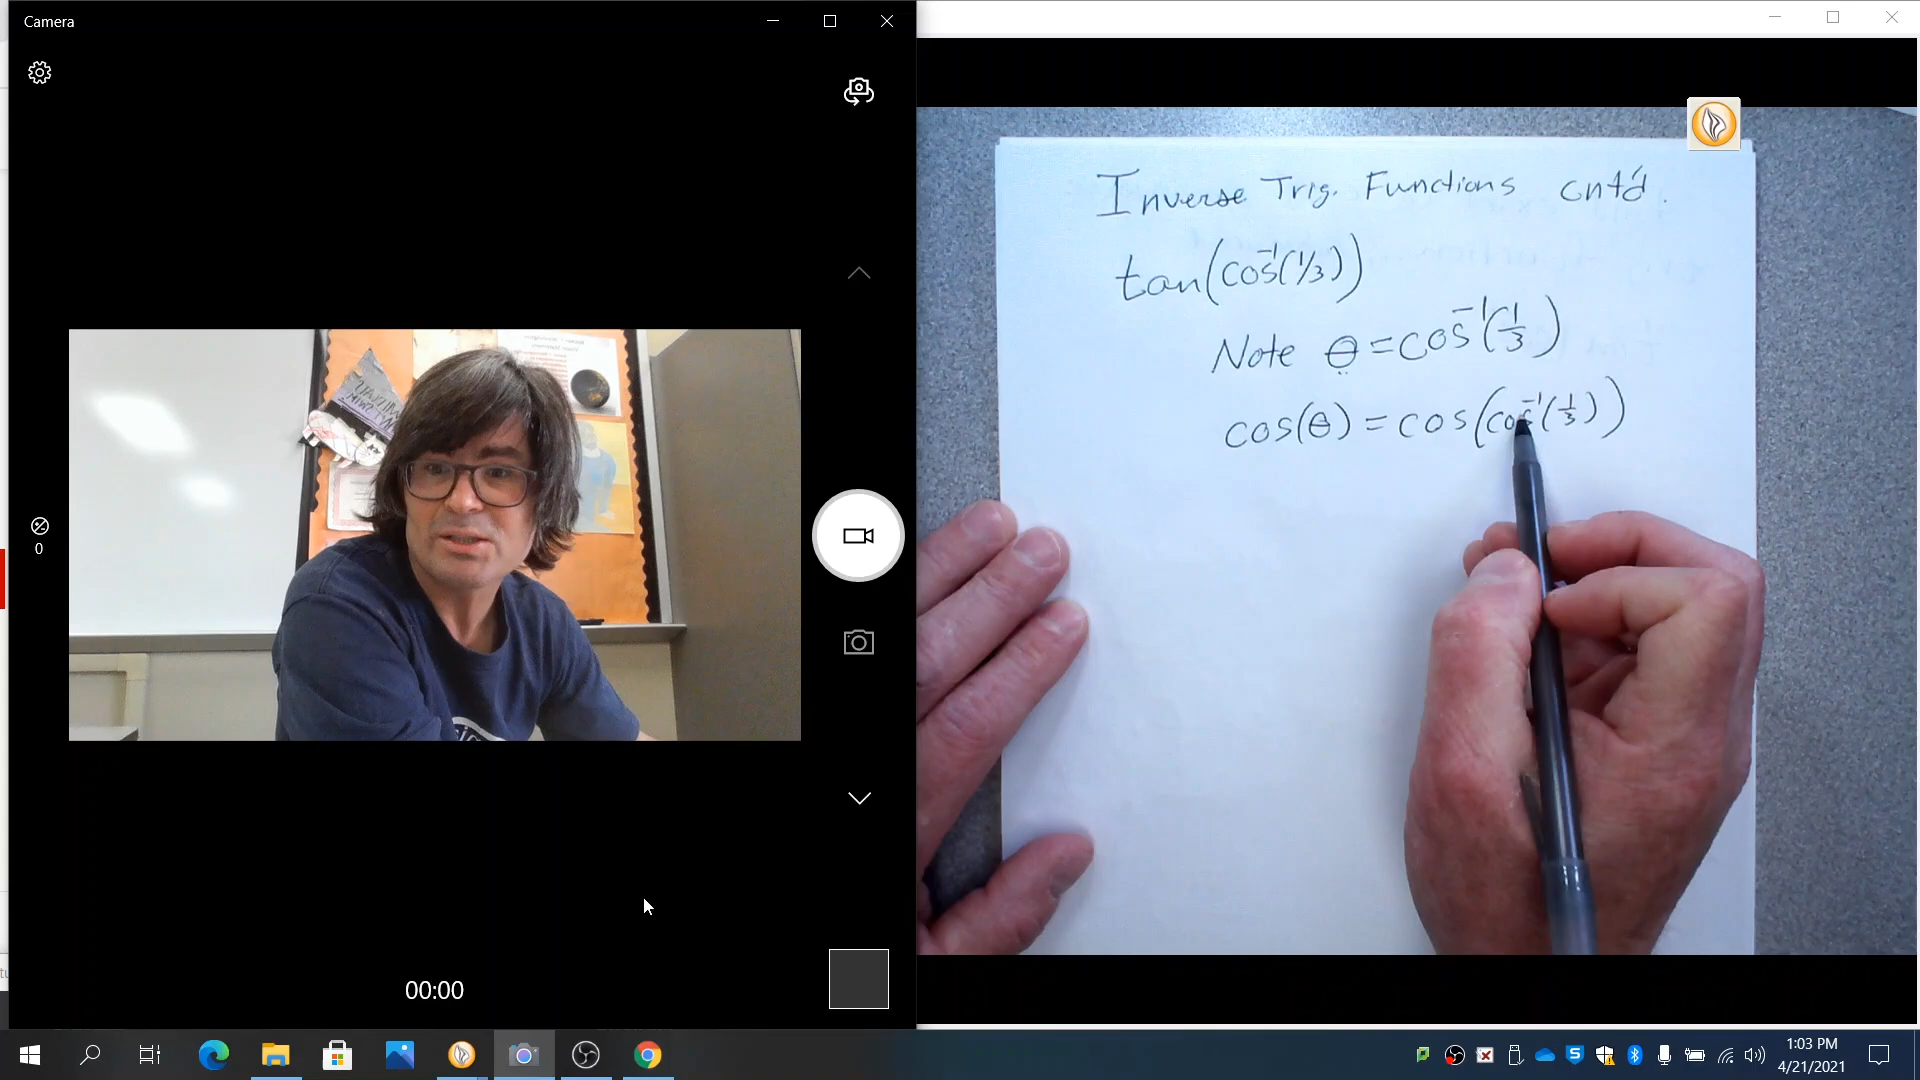 Camera
0
00:00
Inverse Trig. Functions cnt'd.
tan(cos⁻¹(1/3))
Note θ = cos⁻¹(1/3)
cos(θ) = cos(cos⁻¹(1/3))
1:03 PM
4/21/2021